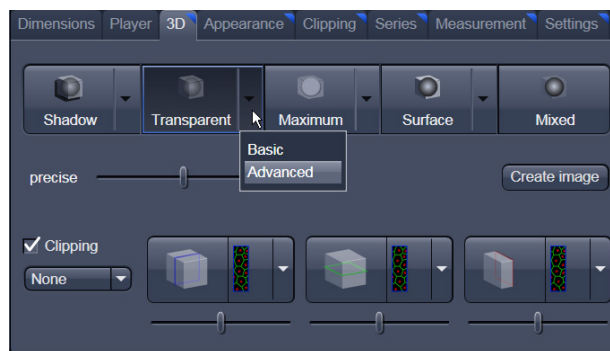 Dimensions Player 3D Appearance Clipping Series Measurement Settings
Shadow Transparent Maximum Surface Mixed
Basic
Advanced
precise Create image
Clipping
None